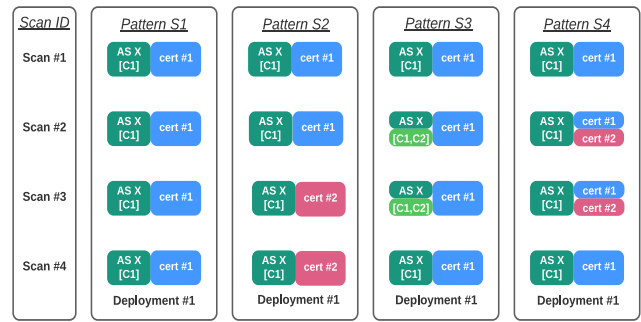 Scan ID
Scan #1
Scan #2
Scan #3
Scan #4
Pattern S1
AS X
[C1]
cert #1
AS X
[C1]
cert #1
AS X
[C1]
cert #1
AS X
[C1]
cert #1
Deployment #1
Pattern S2
AS X
[C1]
cert #1
AS X
[C1]
cert #1
AS X
[C1]
cert #2
AS X
[C1]
cert #2
Deployment #1
Pattern S3
AS X
[C1]
cert #1
AS X
[C1,C2]
cert #1
AS X
[C1,C2]
cert #1
AS X
[C1]
cert #1
Deployment #1
Pattern S4
AS X
[C1]
cert #1
AS X
[C1]
cert #1
cert #2
AS X
[C1]
cert #1
cert #2
AS X
[C1]
cert #1
Deployment #1